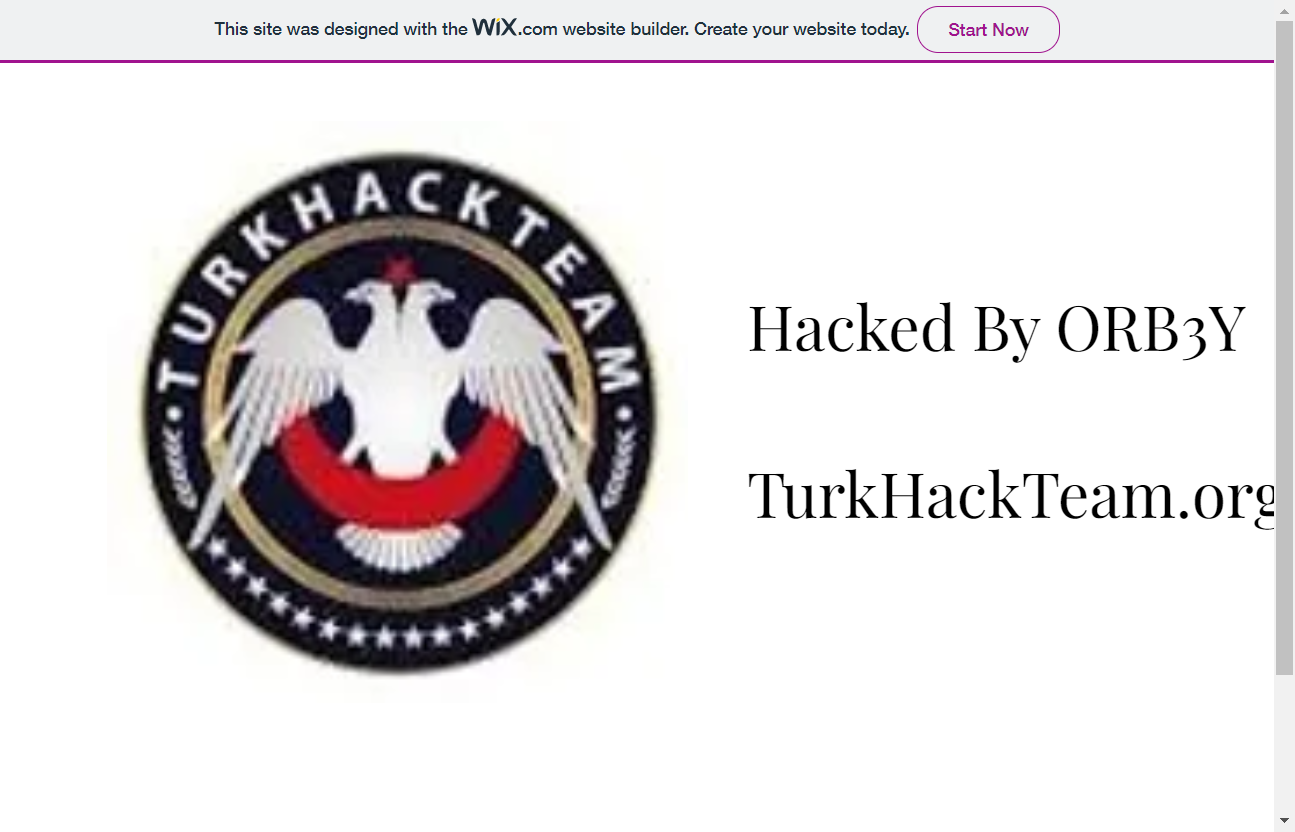 This site was designed with the WiX.com website builder. Create your website today. Start Now
TURKHACKTEAM
Hacked By ORB3Y
TurkHackTeam.org